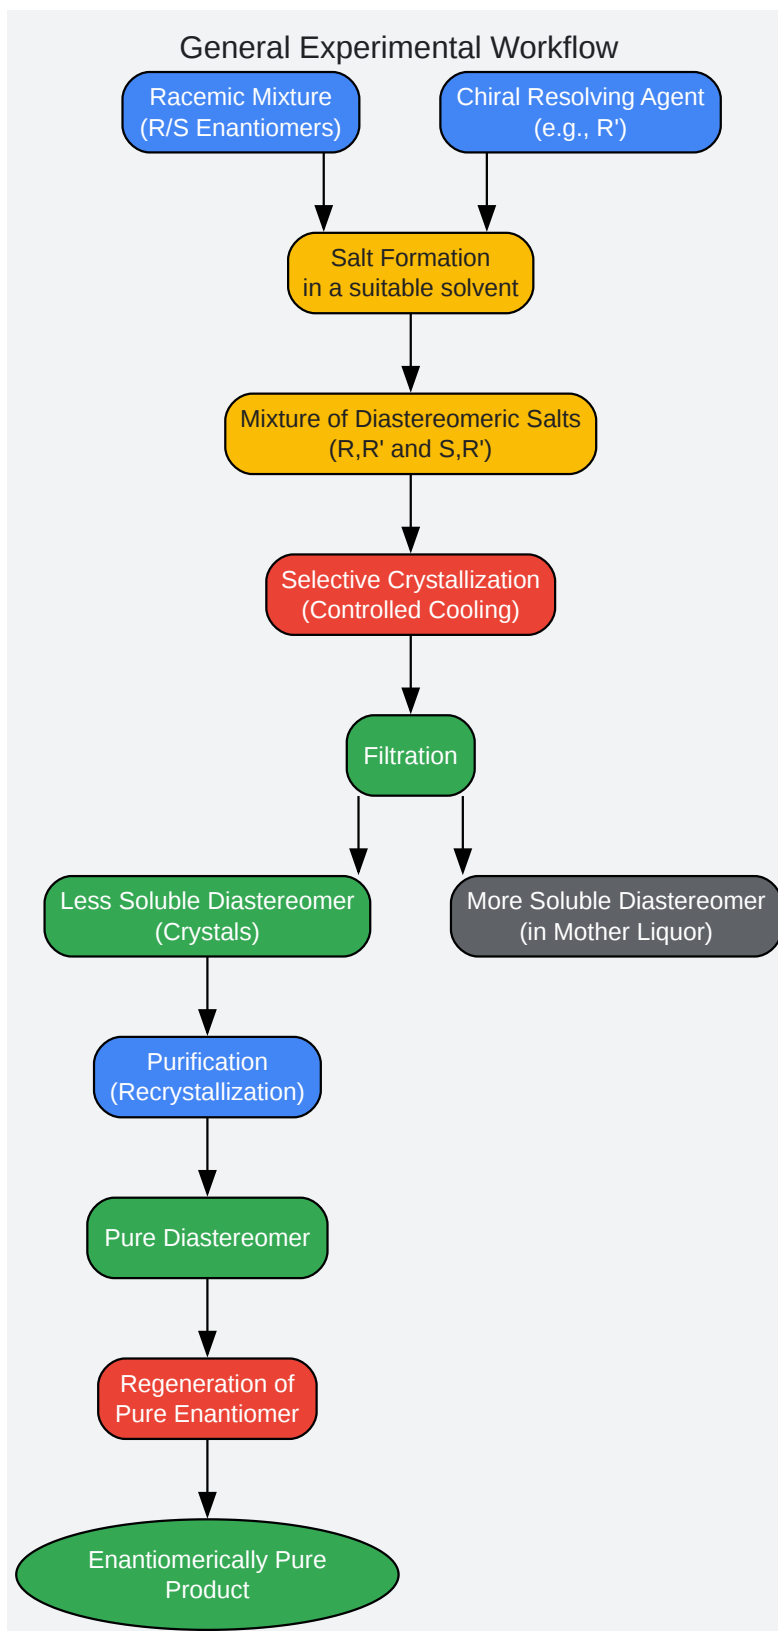 General Experimental Workflow
Racemic Mixture
(R/S Enantiomers)
Chiral Resolving Agent
(e.g., R')
Salt Formation
in a suitable solvent
Mixture of Diastereomeric Salts
(R,R' and S,R')
Selective Crystallization
(Controlled Cooling)
Filtration
Less Soluble Diastereomer
(Crystals)
More Soluble Diastereomer
(in Mother Liquor)
Purification
(Recrystallization)
Pure Diastereomer
Regeneration of
Pure Enantiomer
Enantiomerically Pure
Product